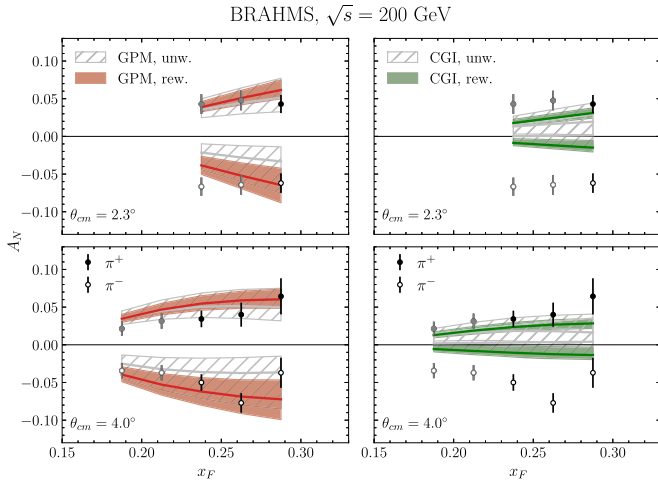 BRAHMS, √s = 200 GeV
GPM, unw.
GPM, rew.
CGI, unw.
CGI, rew.
0.10
0.05
0.00
−0.05
−0.10
θcm = 2.3°
θcm = 2.3°
A_N
π+
π−
π+
π−
0.10
0.05
0.00
−0.05
−0.10
θcm = 4.0°
θcm = 4.0°
0.15 0.20 0.25 0.30
0.15 0.20 0.25 0.30
x_F
x_F